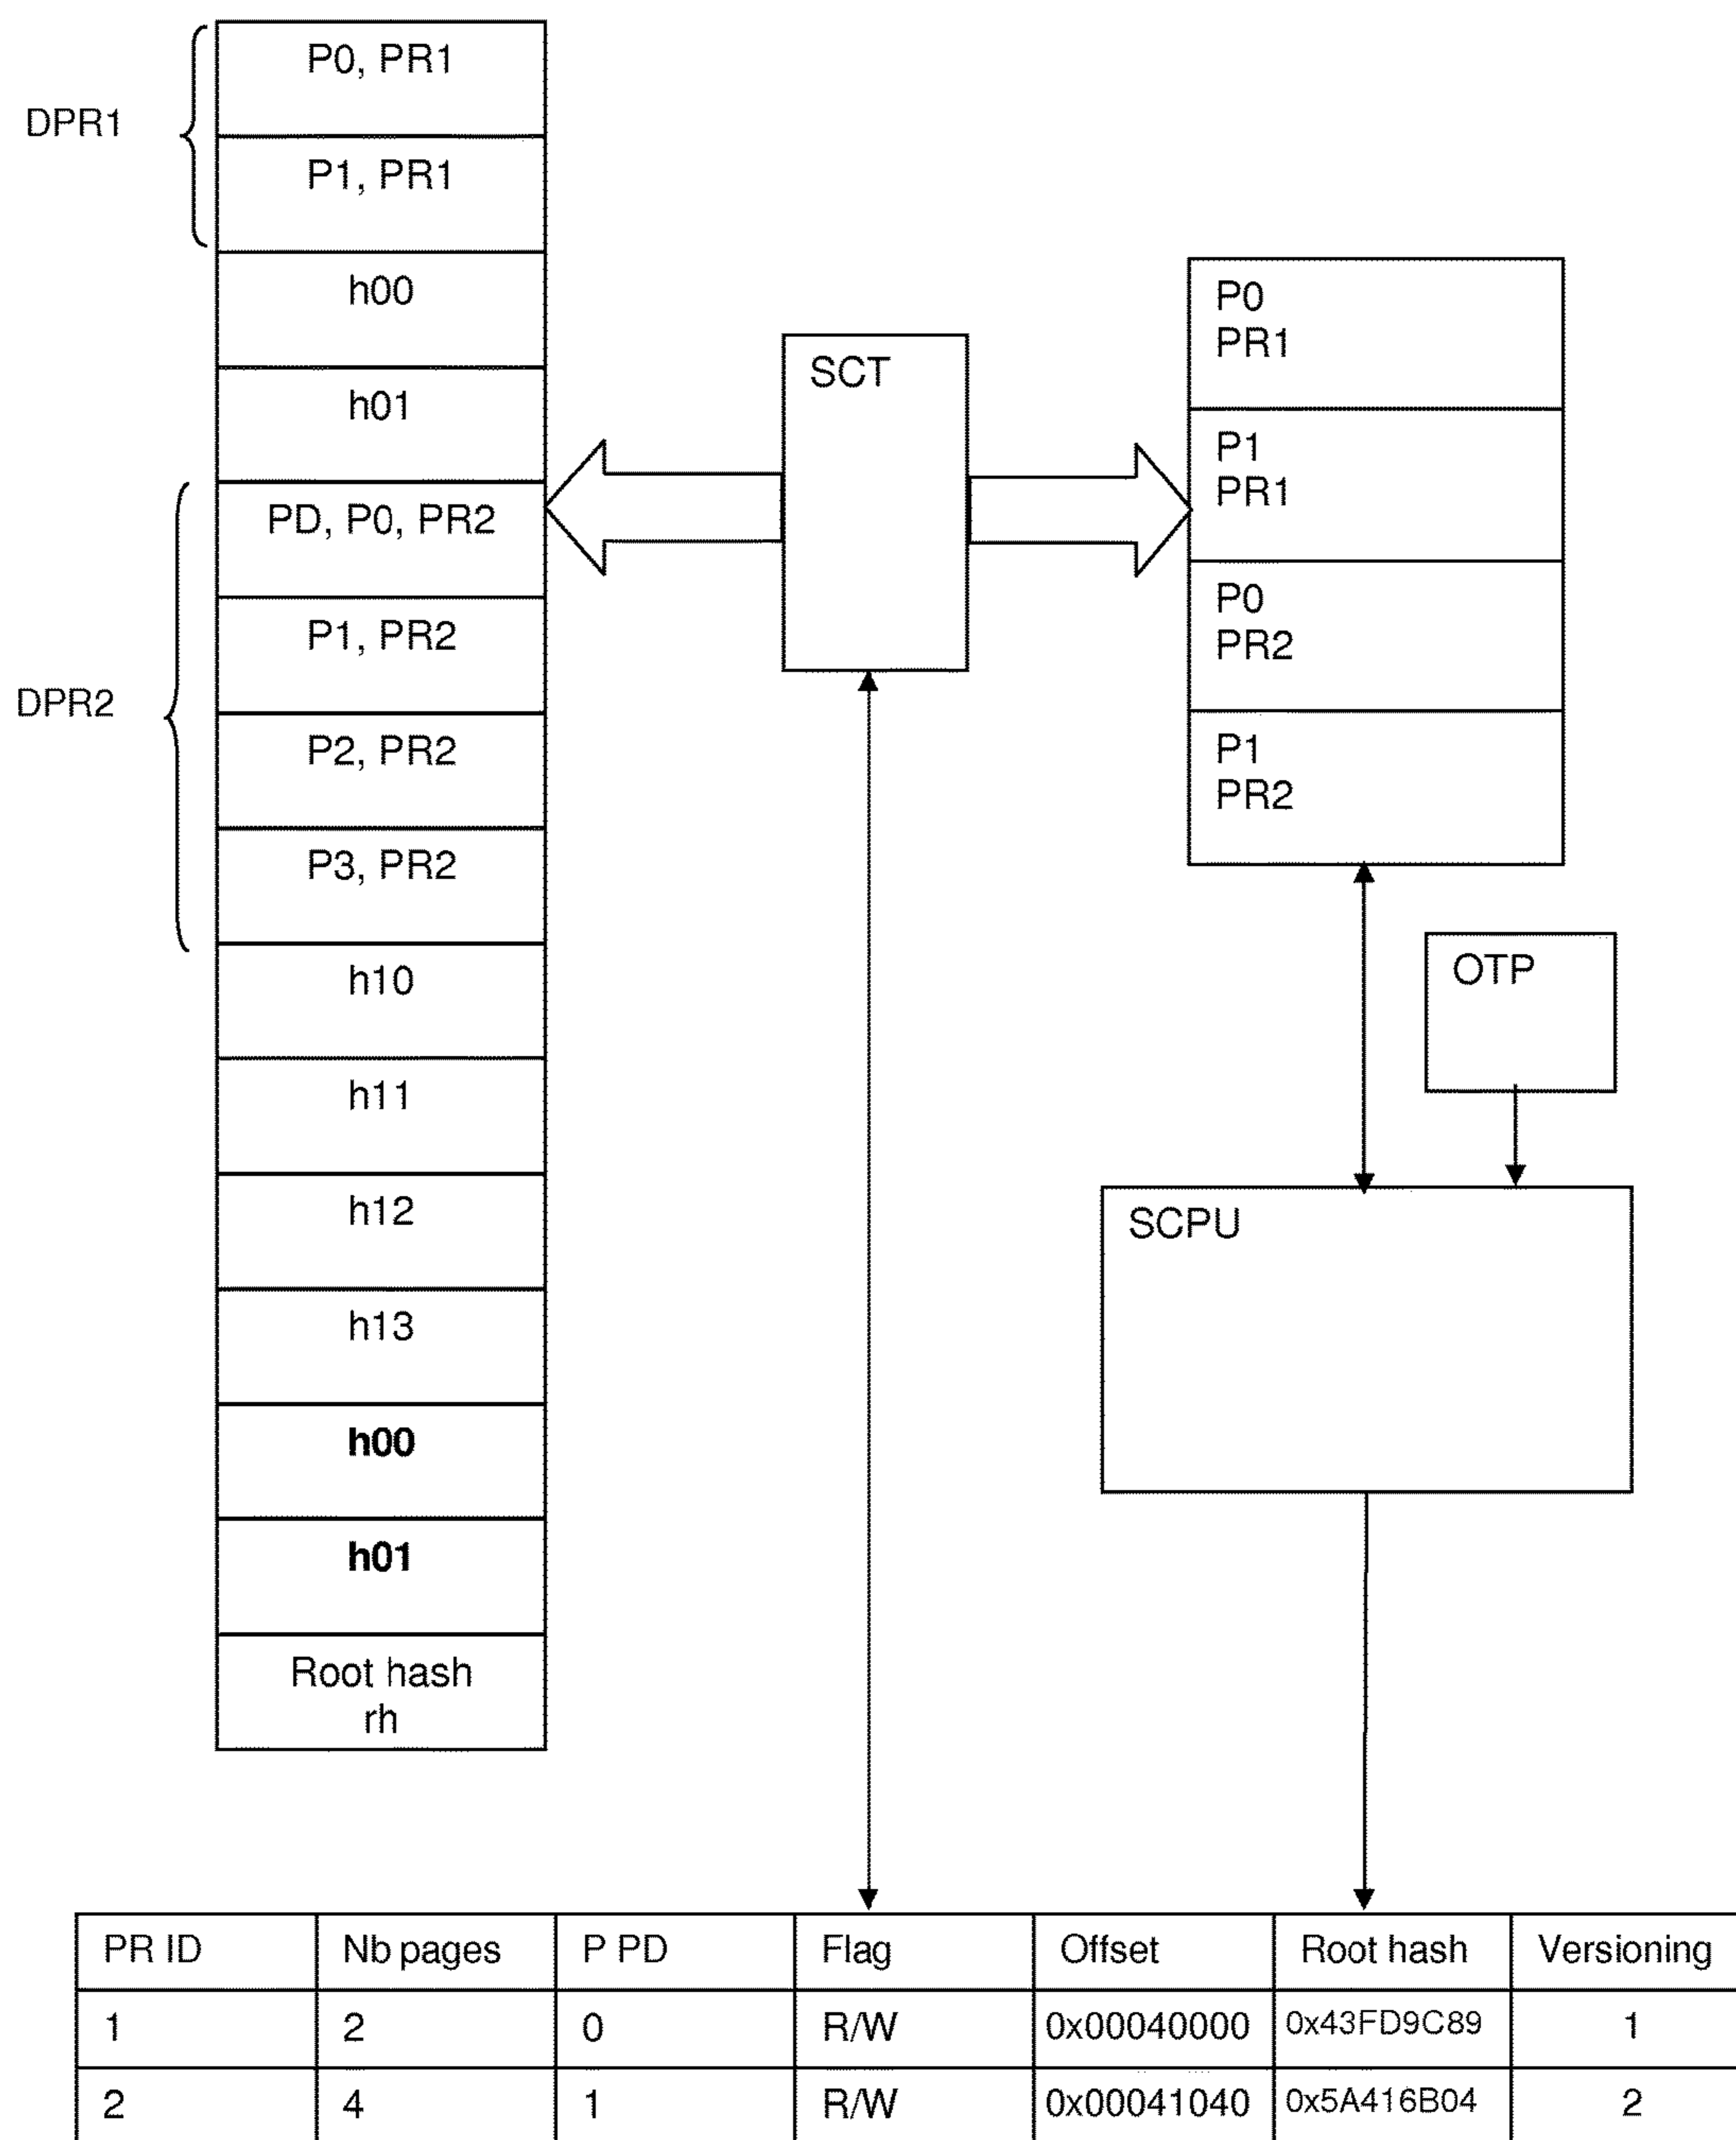 P0, PR1
DPR1
P1, PR1
h00
h01
PD, P0, PR2
P1, PR2
DPR2
P2, PR2
P3, PR2
h10
h11
h12
h13
h00
h01
Root hash
rh
SCT
P0
PR1
P1
PR1
P0
PR2
P1
PR2
OTP
SCPU
PR ID Nb pages P PD Flag Offset Root hash Versioning
1 2 0 R/W 0x00040000 0x43FD9C89 1
2 4 1 R/W 0x00041040 0x5A416B04 2